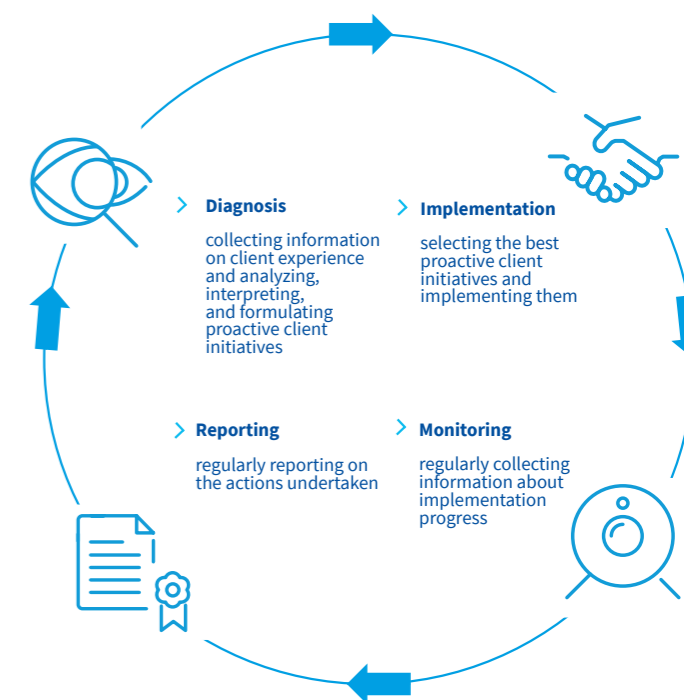 Diagnosis
collecting information
on client experience
and analyzing,
interpreting,
and formulating
proactive client
initiatives
Implementation
selecting the best
proactive client
initiatives and
implementing them
Reporting
regularly reporting on
the actions undertaken
Monitoring
regularly collecting
information about
implementation
progress